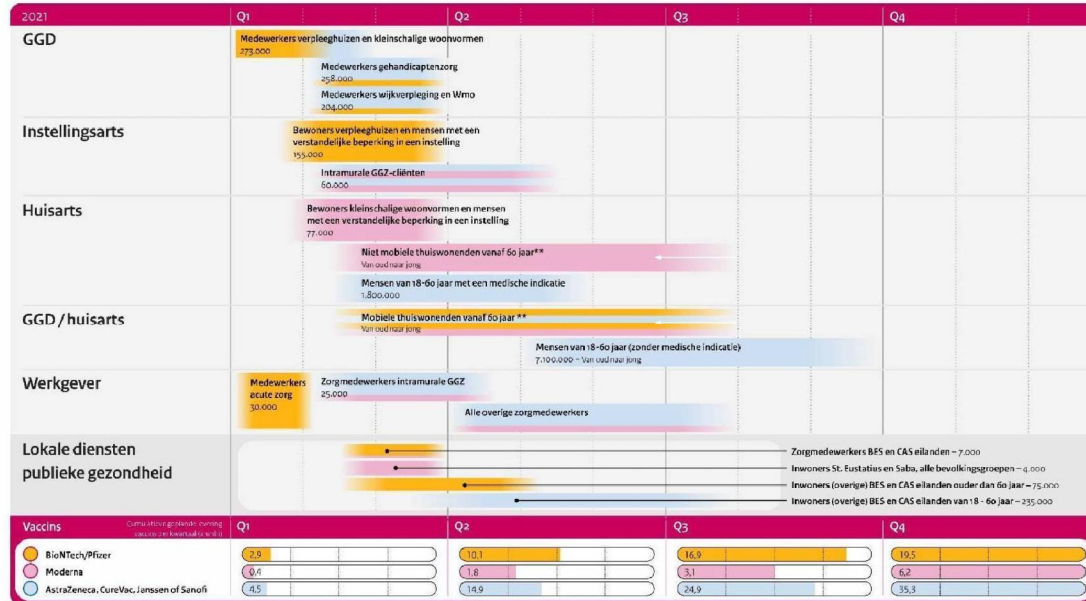 2021 Q1 Q2 Q3 Q4
GGD
Medewerkers verpleeghuizen en kleinschalige woonvormen
273.000
Medewerkers gehandicaptenzorg
258.000
Medewerkers wijkverpleging en Wmo
204.000
Instellingsarts
Bewoners verpleeghuizen en mensen met een
verstandelijke beperking in een instelling
155.000
Intramurale GGZ-cliënten
60.000
Huisarts
Bewoners kleinschalige woonvormen en mensen
met een verstandelijke beperking in een instelling
77.000
Niet mobiele thuiswonenden vanaf 60 jaar**
Van oud naar jong
Mensen van 18-60 jaar met een medische indicatie
1.800.000
GGD / huisarts
Mobiele thuiswonenden vanaf 60 jaar **
Van oud naar jong
Mensen van 18-60 jaar (zonder medische indicatie)
7.100.000 – Van oud naar jong
Werkgever
Medewerkers
acute zorg
30.000
Zorgmedewerkers intramurale GGZ
25.000
Alle overige zorgmedewerkers
Lokale diensten
publieke gezondheid
Zorgmedewerkers BES en CAS eilanden – 7.000
Inwoners St. Eustatius en Saba, alle bevolkingsgroepen – 4.000
Inwoners (overige) BES en CAS eilanden ouder dan 60 jaar – 75.000
Inwoners (overige) BES en CAS eilanden van 18 - 60 jaar – 235.000
Vaccins Cumulatieve geplande levering Q1 Q2 Q3 Q4
vaccins per kwartaal
BioNTech/Pfizer 2,9 10,1 16,9 19,5
Moderna 0,4 1,8 3,1 6,2
AstraZeneca, CureVac, Janssen of Sanofi 4,5 14,9 24,9 35,3